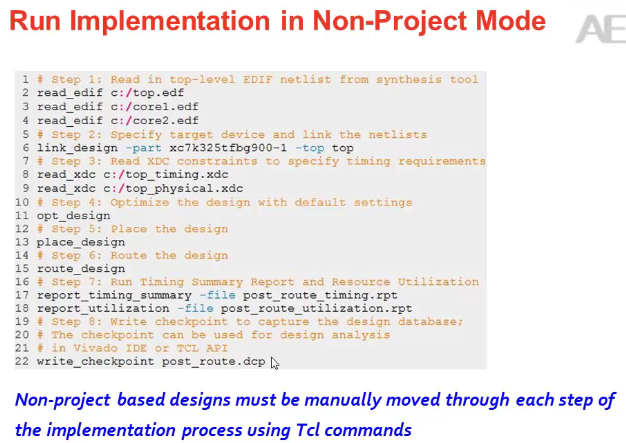 Run Implementation in Non-Project Mode
AE
1 # Step 1: Read in top-level EDIF netlist from synthesis tool
2 read_edif c:/top.edf
3 read_edif c:/core1.edf
4 read_edif c:/core2.edf
5 # Step 2: Specify target device and link the netlists
6 link_design -part xc7k325tfbg900-1 -top top
7 # Step 3: Read XDC constraints to specify timing requirements
8 read_xdc c:/top_timing.xdc
9 read_xdc c:/top_physical.xdc
10 # Step 4: Optimize the design with default settings
11 opt_design
12 # Step 5: Place the design
13 place_design
14 # Step 6: Route the design
15 route_design
16 # Step 7: Run Timing Summary Report and Resource Utilization
17 report_timing_summary -file post_route_timing.rpt
18 report_utilization -file post_route_utilization.rpt
19 # Step 8: Write checkpoint to capture the design database;
20 # The checkpoint can be used for design analysis
21 # in Vivado IDE or TCL API
22 write_checkpoint post_route.dcp
Non-project based designs must be manually moved through each step of
the implementation process using Tcl commands